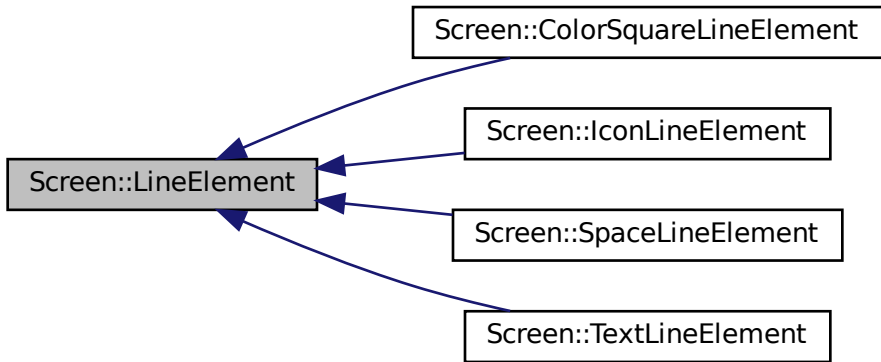 Screen::ColorSquareLineElement
Screen::IconLineElement
Screen::LineElement
Screen::SpaceLineElement
Screen::TextLineElement